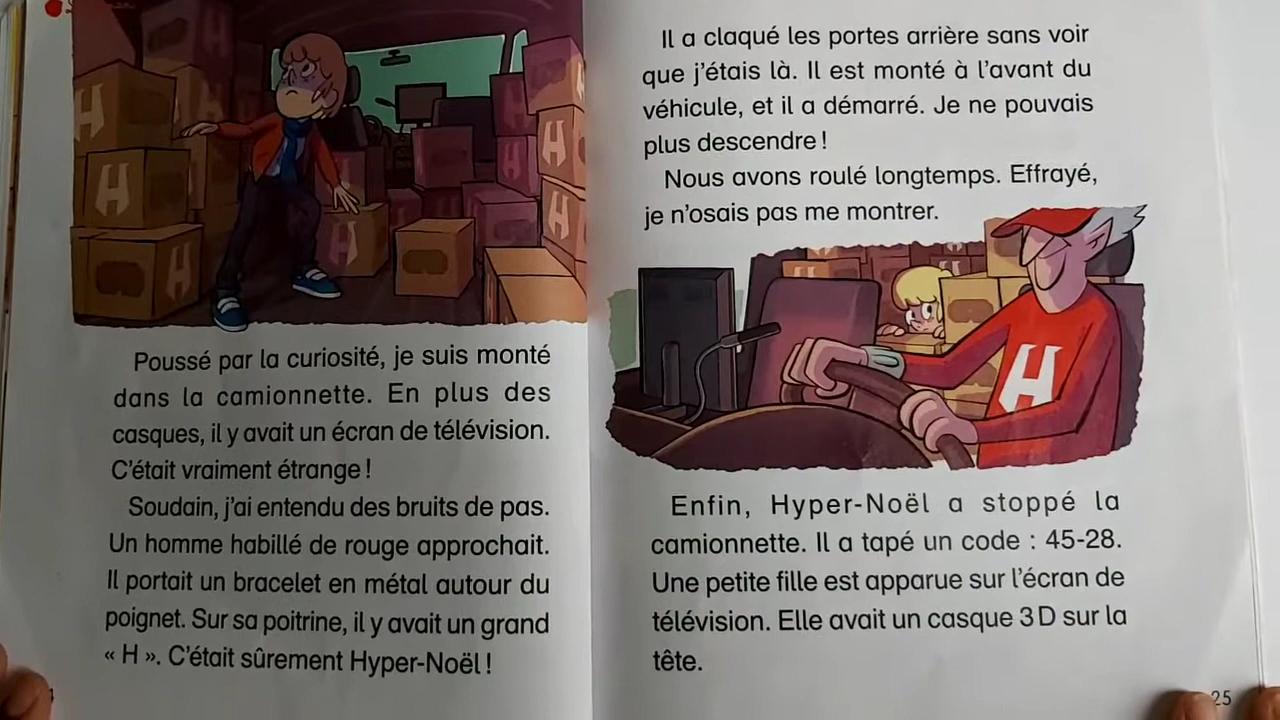 H
H
H
H
H
Poussé par la curiosité, je suis monté
dans la camionnette. En plus des
casques, il y avait un écran de télévision.
C'était vraiment étrange !
Soudain, j'ai entendu des bruits de pas.
Un homme habillé de rouge approchait.
Il portait un bracelet en métal autour du
poignet. Sur sa poitrine, il y avait un grand
« H ». C'était sûrement Hyper-Noël !
Il a claqué les portes arrière sans voir
que j'étais là. Il est monté à l'avant du
véhicule, et il a démarré. Je ne pouvais
plus descendre !
Nous avons roulé longtemps. Effrayé,
je n'osais pas me montrer.
H
Enfin, Hyper-Noël a stoppé la
camionnette. Il a tapé un code : 45-28.
Une petite fille est apparue sur l'écran de
télévision. Elle avait un casque 3D sur la
tête.
25